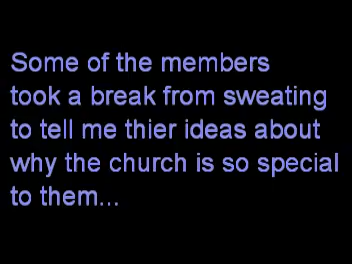 Some of the members
took a break from sweating
to tell me thier ideas about
why the church is so special
to them...